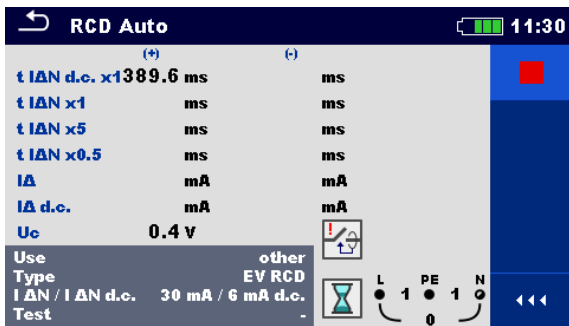 RCD Auto 11:30
(+) (-)
t IΔN d.c. x1 389.6 ms ms
t IΔN x1 ms ms
t IΔN x5 ms ms
t IΔN x0.5 ms ms
IΔ mA mA
IΔ d.c. mA mA
Uc 0.4 V
Use other
Type EV RCD
I ΔN / I ΔN d.c. 30 mA / 6 mA d.c.
Test -
L PE N
1 1
0